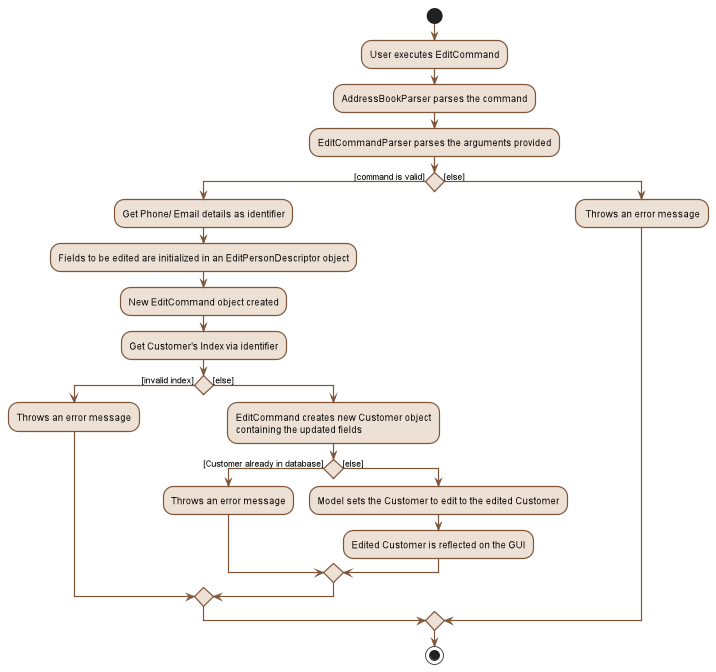 User executes EditCommand
AddressBookParser parses the command
EditCommandParser parses the arguments provided
[command is valid]
[else]
Get Phone/ Email details as identifier
Throws an error message
Fields to be edited are initialized in an EditPersonDescriptor object
New EditCommand object created
Get Customer's Index via identifier
[invalid index]
[else]
Throws an error message
EditCommand creates new Customer object
containing the updated fields
[Customer already in database]
[else]
Throws an error message
Model sets the Customer to edit to the edited Customer
Edited Customer is reflected on the GUI